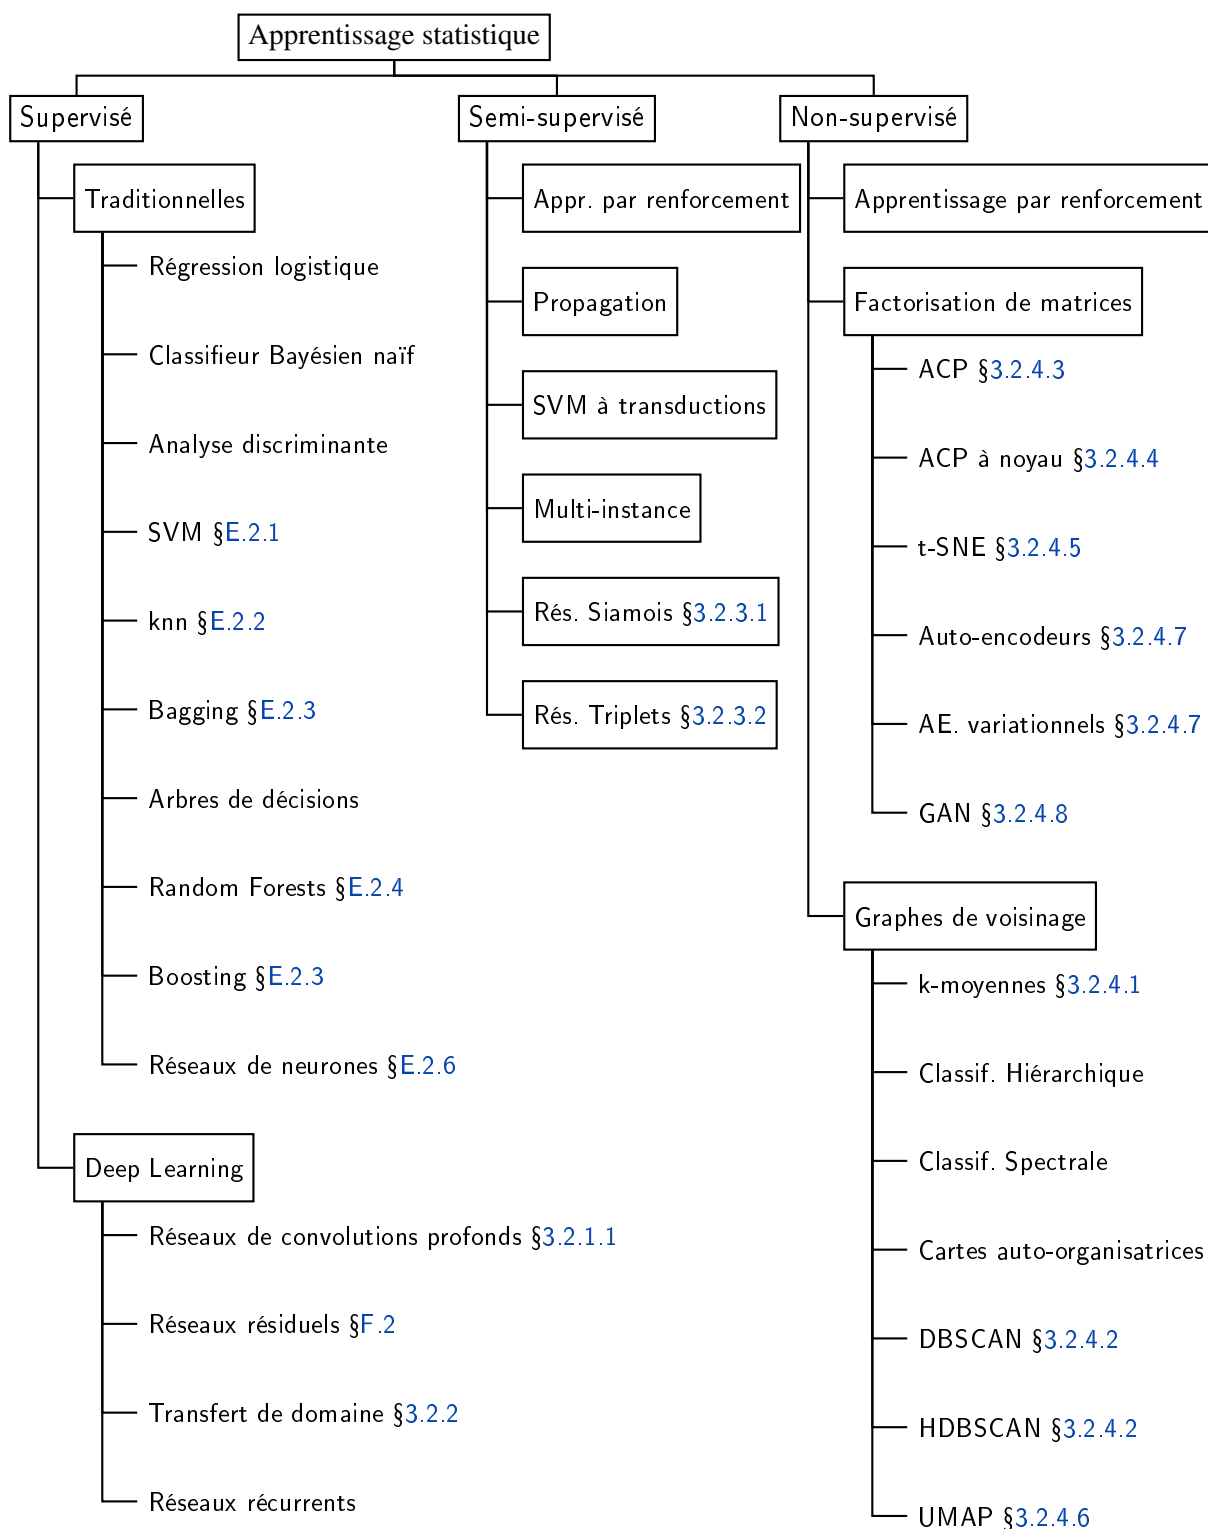 Apprentissage statistique
Supervisé
Traditionnelles
Régression logistique
Classifieur Bayésien naïf
Analyse discriminante
SVM §E.2.1
knn §E.2.2
Bagging §E.2.3
Arbres de décisions
Random Forests §E.2.4
Boosting §E.2.3
Réseaux de neurones §E.2.6
Deep Learning
Réseaux de convolutions profonds §3.2.1.1
Réseaux résiduels §F.2
Transfert de domaine §3.2.2
Réseaux récurrents
Semi-supervisé
Appr. par renforcement
Propagation
SVM à transductions
Multi-instance
Rés. Siamois §3.2.3.1
Rés. Triplets §3.2.3.2
Non-supervisé
Apprentissage par renforcement
Factorisation de matrices
ACP §3.2.4.3
ACP à noyau §3.2.4.4
t-SNE §3.2.4.5
Auto-encodeurs §3.2.4.7
AE. variationnels §3.2.4.7
GAN §3.2.4.8
Graphes de voisinage
k-moyennes §3.2.4.1
Classif. Hiérarchique
Classif. Spectrale
Cartes auto-organisatrices
DBSCAN §3.2.4.2
HDBSCAN §3.2.4.2
UMAP §3.2.4.6